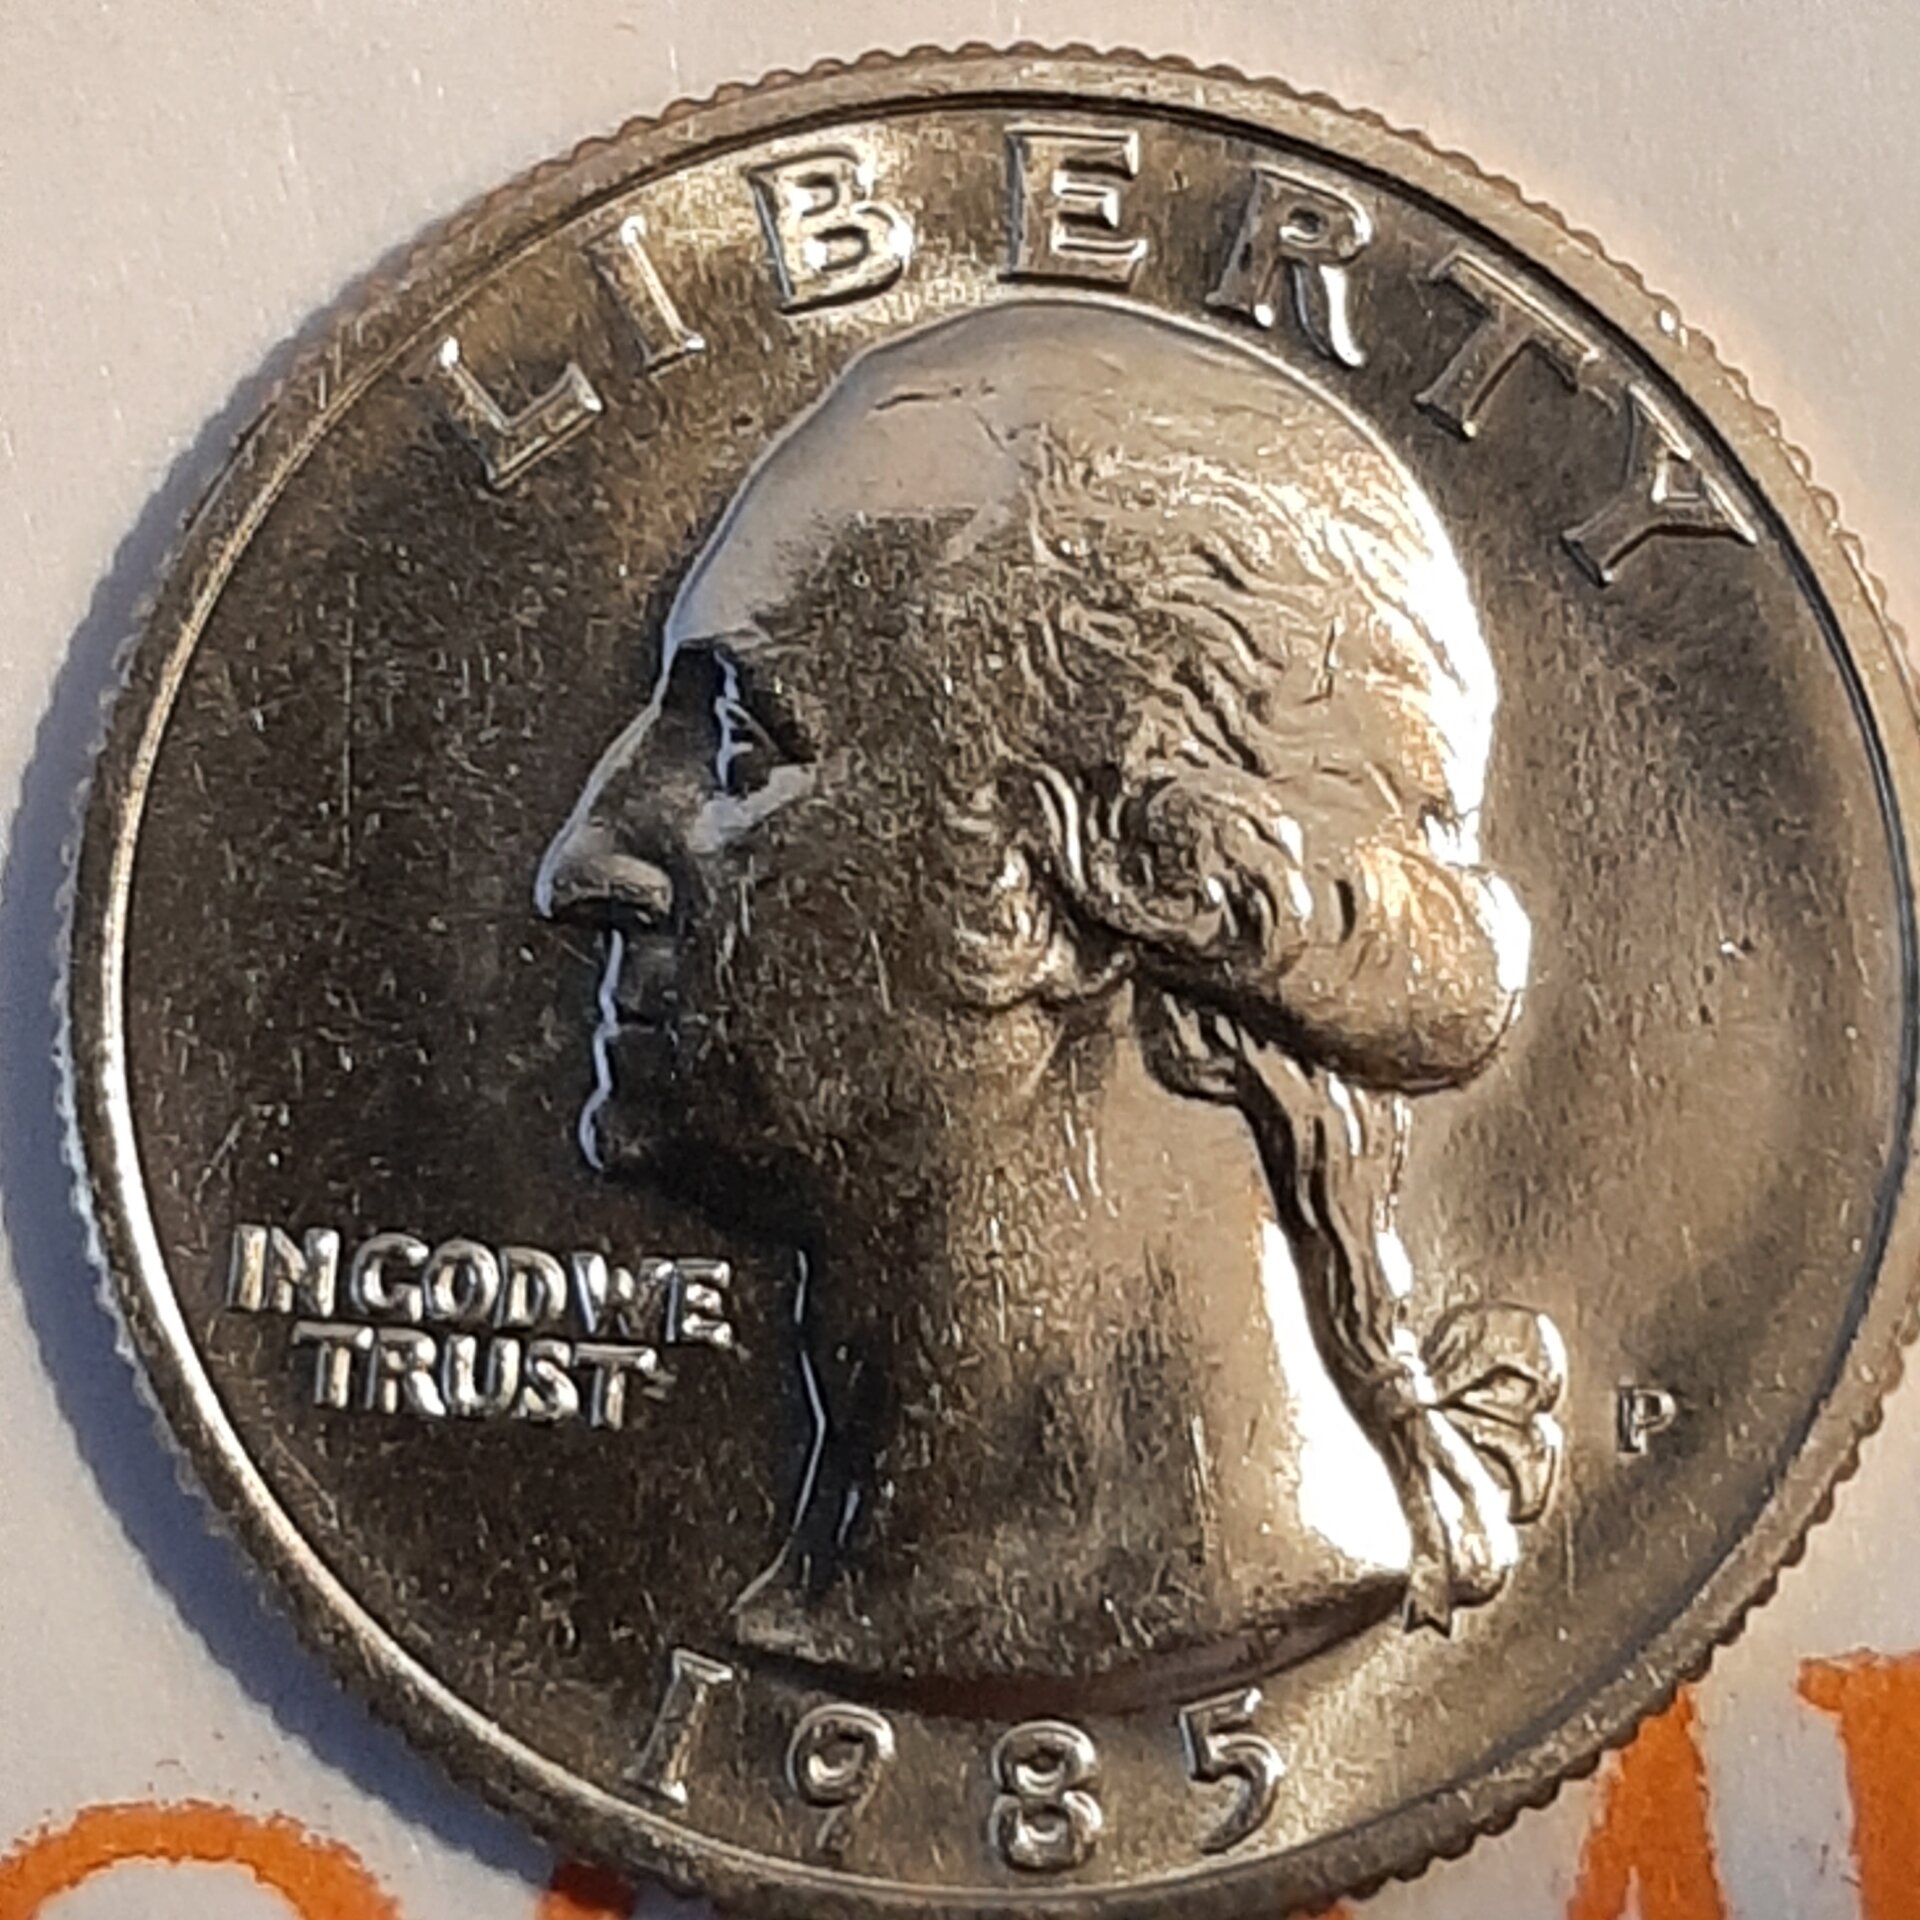 LIBERTY
IN GOD WE
TRUST
P
1985